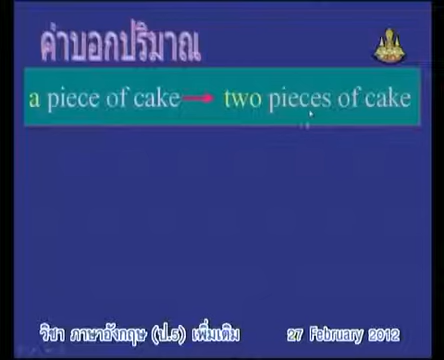 คำบอกปริมาณ
a piece of cake → two pieces of cake
วิชา ภาษาอังกฤษ (ป.5) เพิ่มเติม 27 February 2012